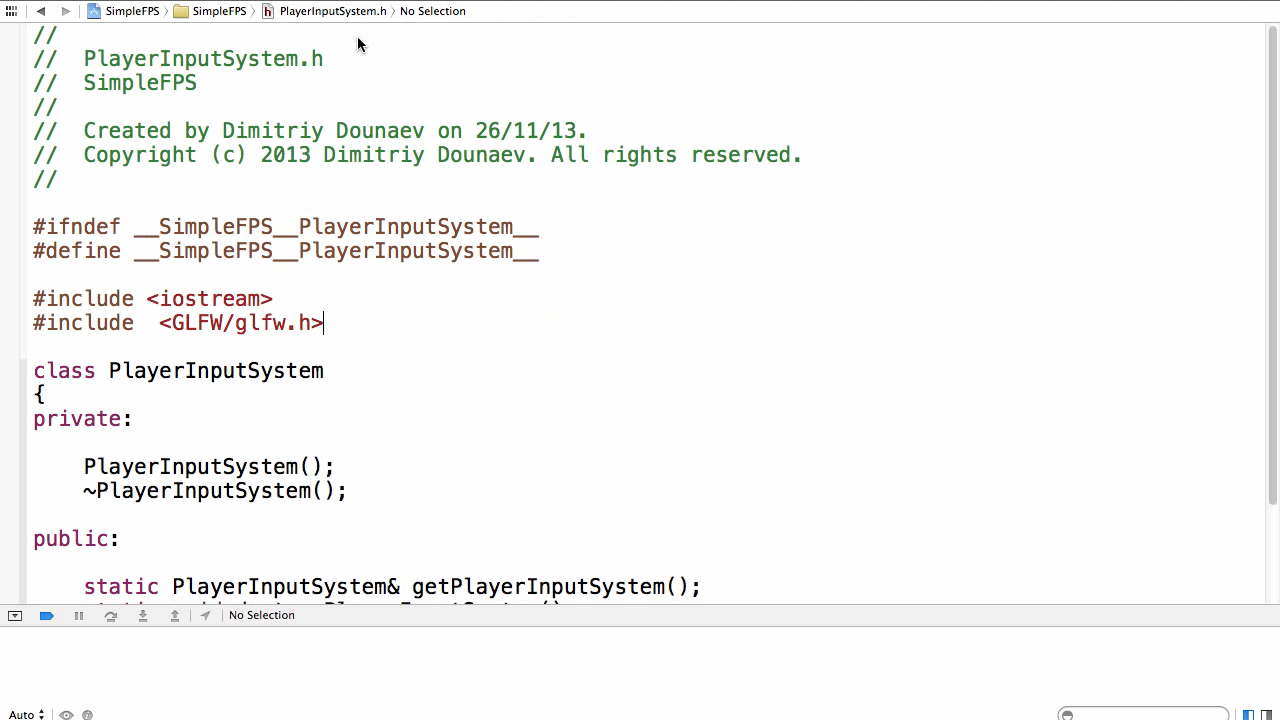 SimpleFPS SimpleFPS PlayerInputSystem.h No Selection
//
//  PlayerInputSystem.h
//  SimpleFPS
//
//  Created by Dimitriy Dounaev on 26/11/13.
//  Copyright (c) 2013 Dimitriy Dounaev. All rights reserved.
//
#ifndef __SimpleFPS__PlayerInputSystem__
#define __SimpleFPS__PlayerInputSystem__
#include <iostream>
#include  <GLFW/glfw.h>
class PlayerInputSystem
{
private:
PlayerInputSystem();
~PlayerInputSystem();
public:
static PlayerInputSystem& getPlayerInputSystem();
No Selection
Auto